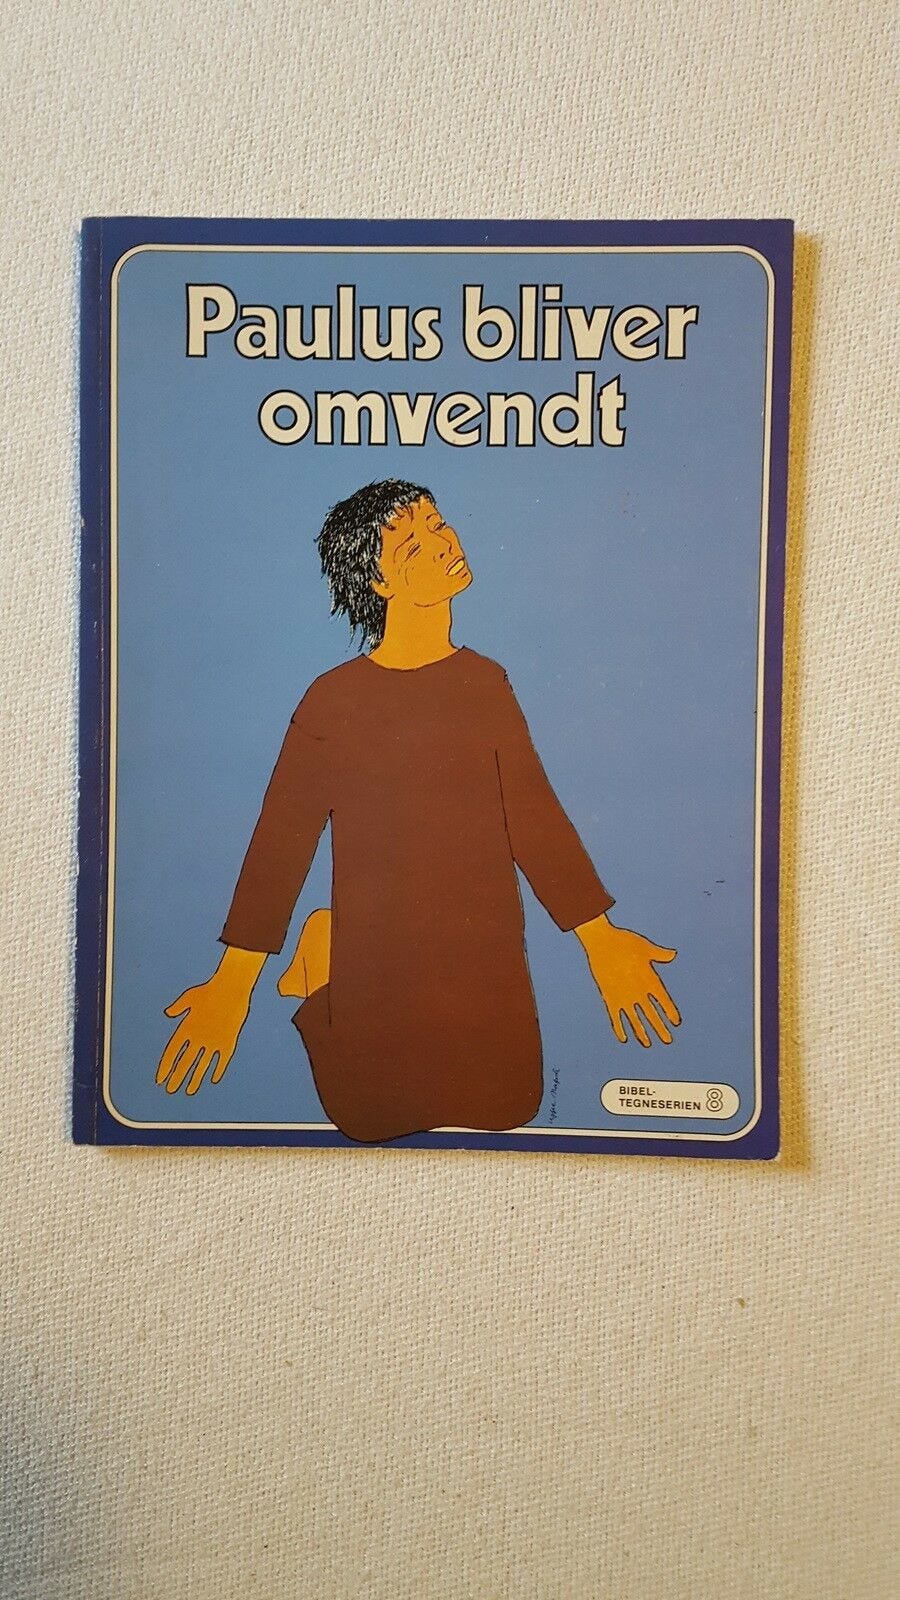 Paulus bliver
omvendt
BIBEL-
TEGNESERIEN 8